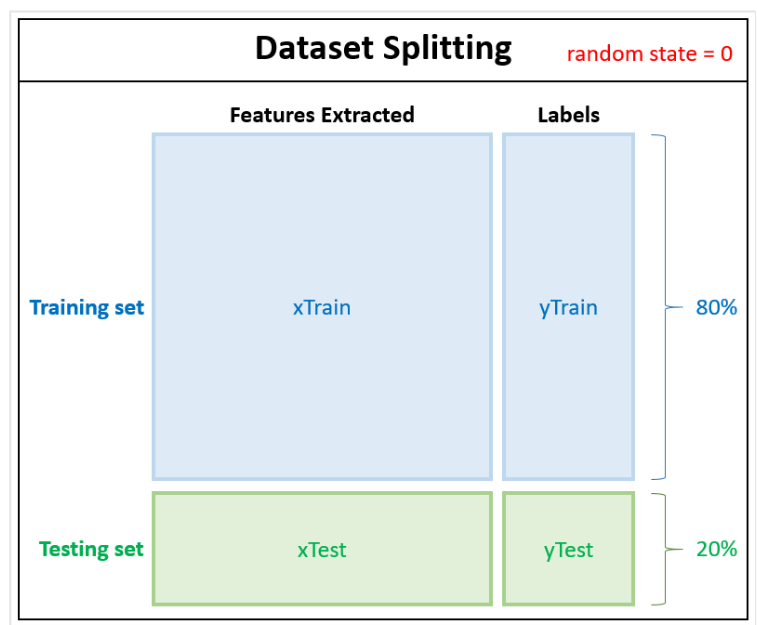 Dataset Splitting
random state = 0
Features Extracted
Labels
Training set
xTrain
yTrain
80%
Testing set
xTest
yTest
20%